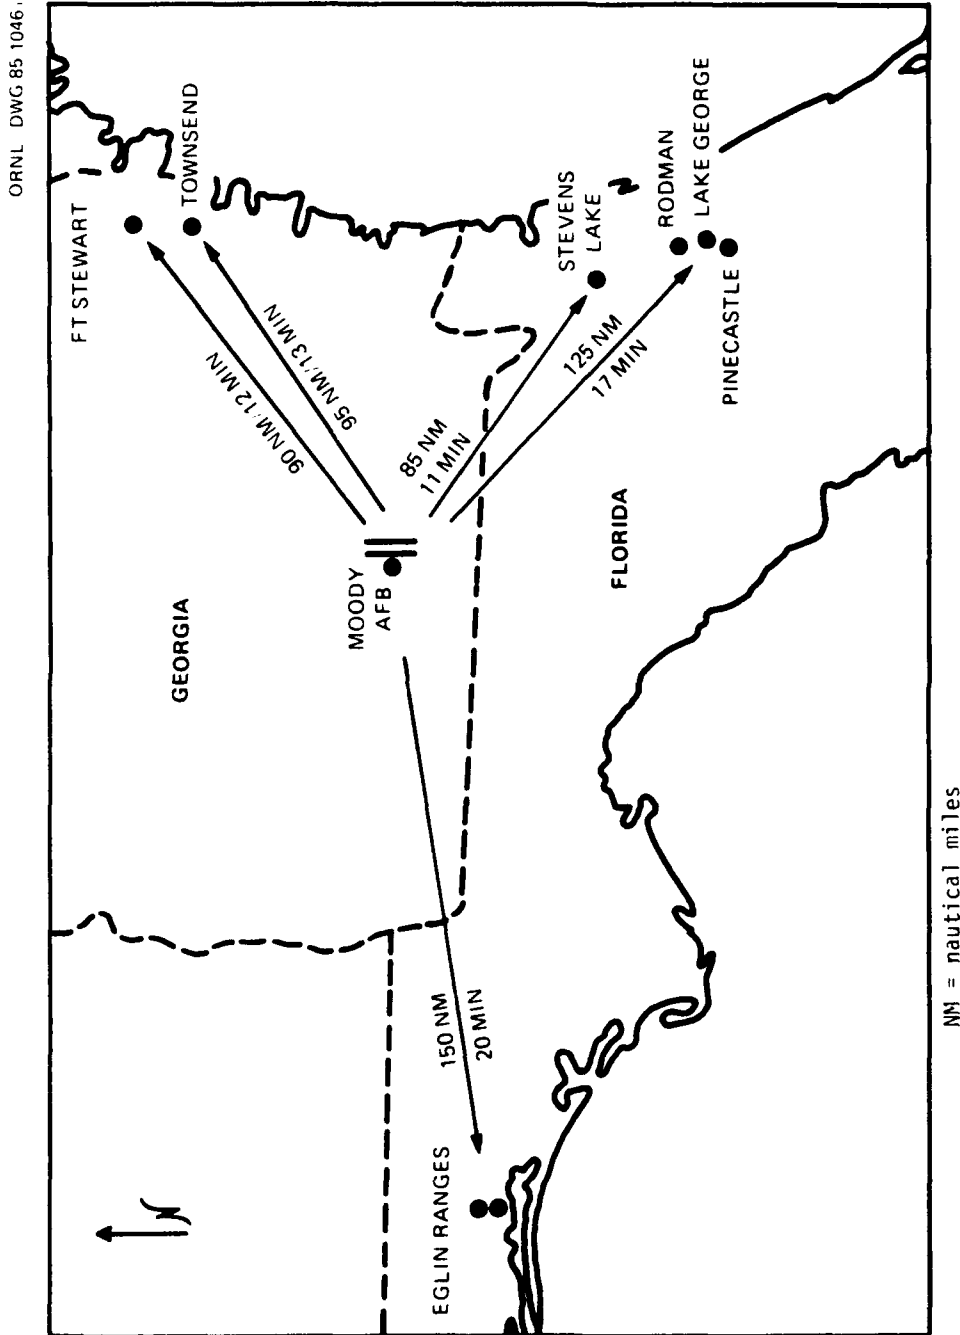 ORNL DWG 85 1046,
FT STEWART
TOWNSEND
90 NM/12 MIN
95 NM/13 MIN
GEORGIA
MOODY
AFB
85 NM
11 MIN
STEVENS
LAKE
125 NM
17 MIN
RODMAN
LAKE GEORGE
PINECASTLE
FLORIDA
150 NM
20 MIN
EGLIN RANGES
N
NM = nautical miles